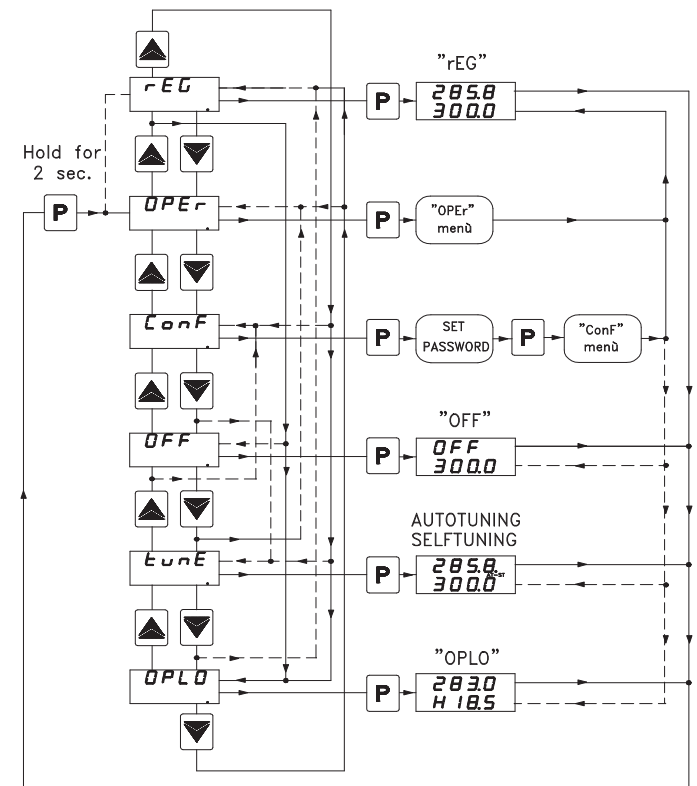 "rEG"
rEG
P
285.8
300.0
Hold for
2 sec.
P
OPEr
P
"OPEr"
menù
ConF
P
SET
PASSWORD
P
"ConF"
menù
"OFF"
OFF
P
OFF
300.0
AUTOTUNING
SELFTUNING
tunE
P
285.8.
300.0
"OPLO"
OPLO
P
283.0
H 18.5